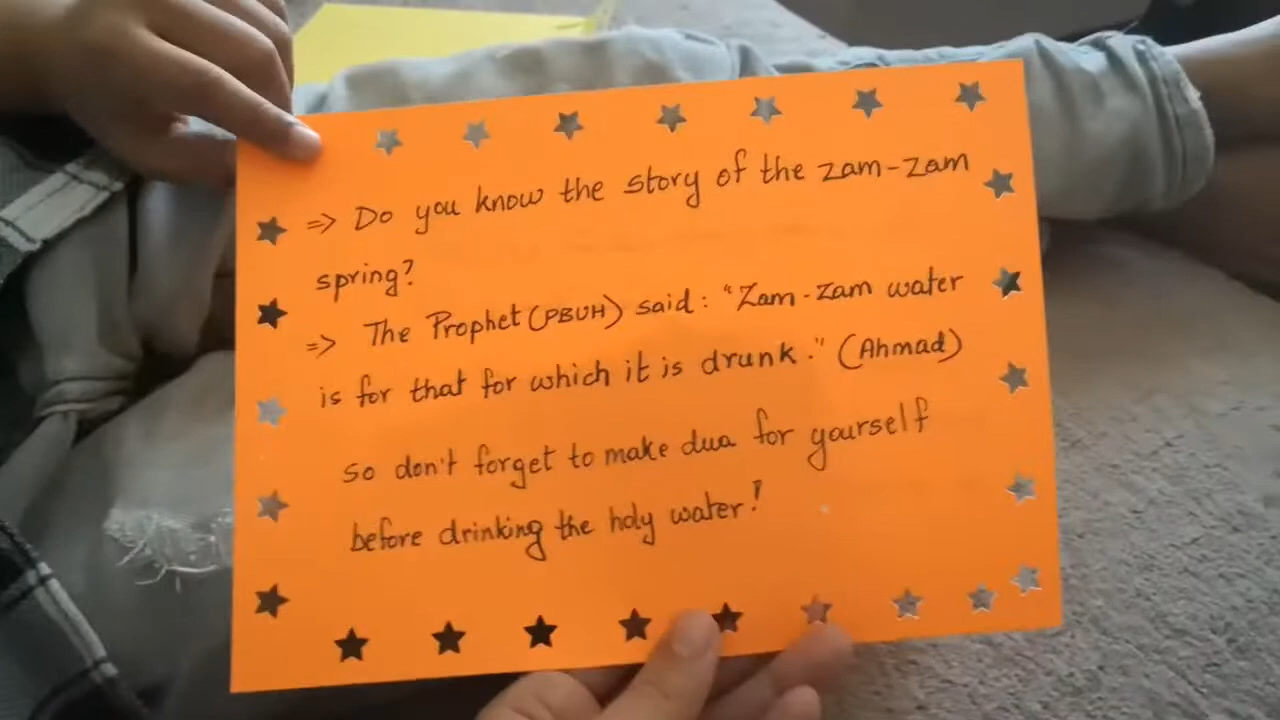 => Do you know the story of the zam-zam
spring?
=> The Prophet (PBUH) said: "Zam-zam water
is for that for which it is drunk." (Ahmad)
so don't forget to make dua for yourself
before drinking the holy water!